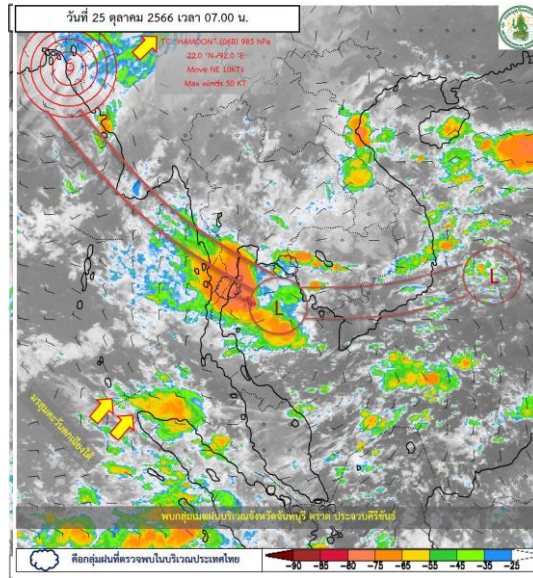 วันที่ 25 ตุลาคม 2566 เวลา 07.00 น.
TC "HAMOON" (06B) 985 hPa
22.0 °N/92.0 °E
Move NE 10KTs
Max winds 50 KT
L
L
มรสุมตะวันตกเฉียงใต้
พบกลุ่มเมฆฝนบริเวณจังหวัดจันทบุรี ตราด ประจวบคีรีขันธ์
คือกลุ่มฝนที่ตรวจพบในบริเวณประเทศไทย
-90 -85 -80 -75 -65 -55 -45 -35 -25